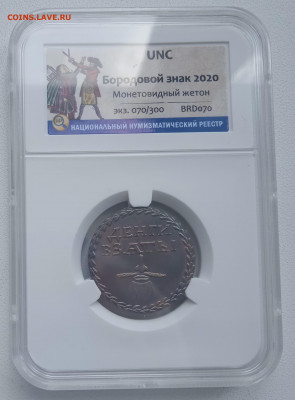 COINS.LAVE.RU
UNC
Бородовой знак 2020
Монетовидный жетон
экз. 070/300 BRD070
НАЦИОНАЛЬНЫЙ НУМИЗМАТИЧЕСКИЙ РЕЕСТР
ДЕНГИ
ВЗѦТЫ